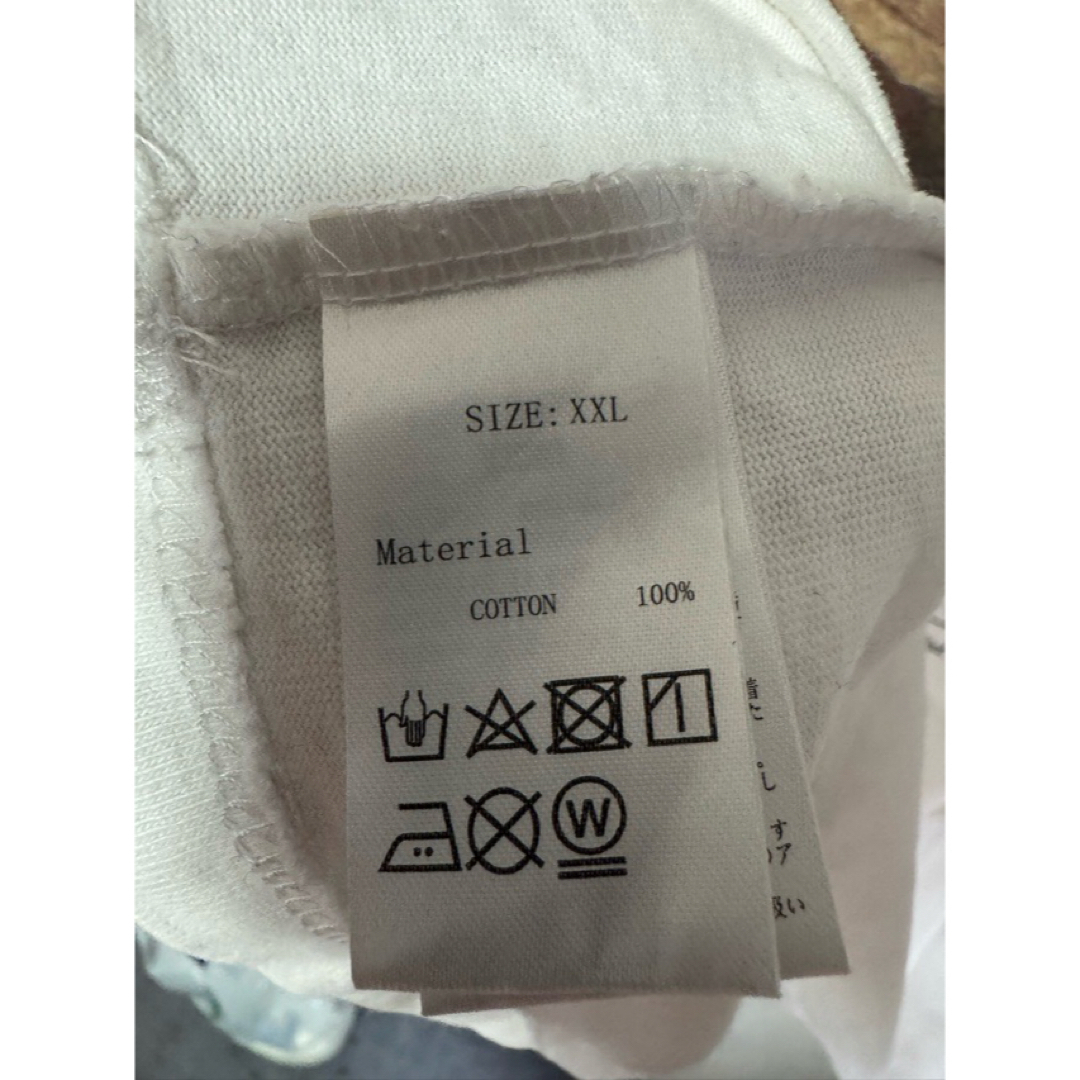 SIZE: XXL
Material
COTTON 100%
W